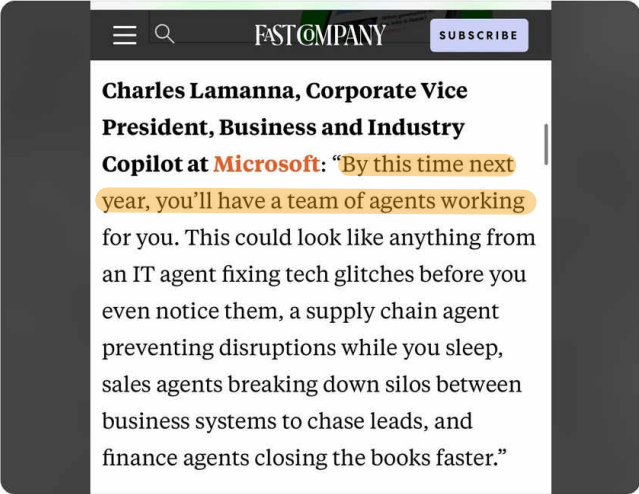 FAST COMPANY
SUBSCRIBE
Charles Lamanna, Corporate Vice
President, Business and Industry
Copilot at Microsoft: “By this time next
year, you’ll have a team of agents working
for you. This could look like anything from
an IT agent fixing tech glitches before you
even notice them, a supply chain agent
preventing disruptions while you sleep,
sales agents breaking down silos between
business systems to chase leads, and
finance agents closing the books faster.”